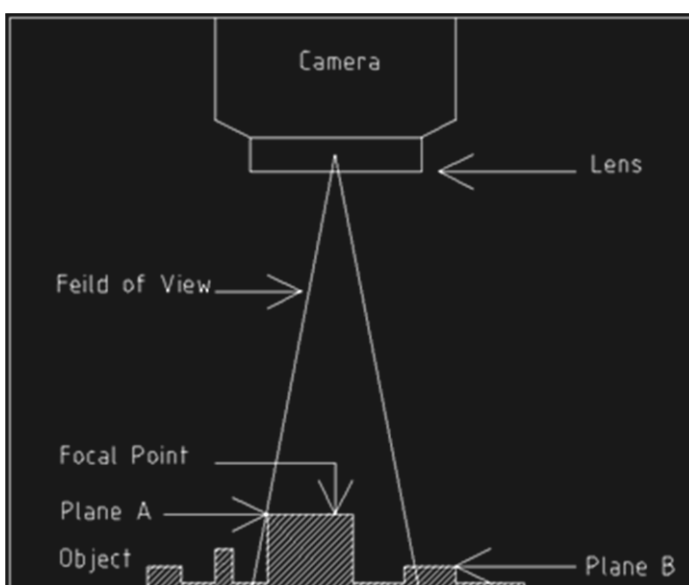 Camera
Lens
Feild of View
Focal Point
Plane A
Object
Plane B